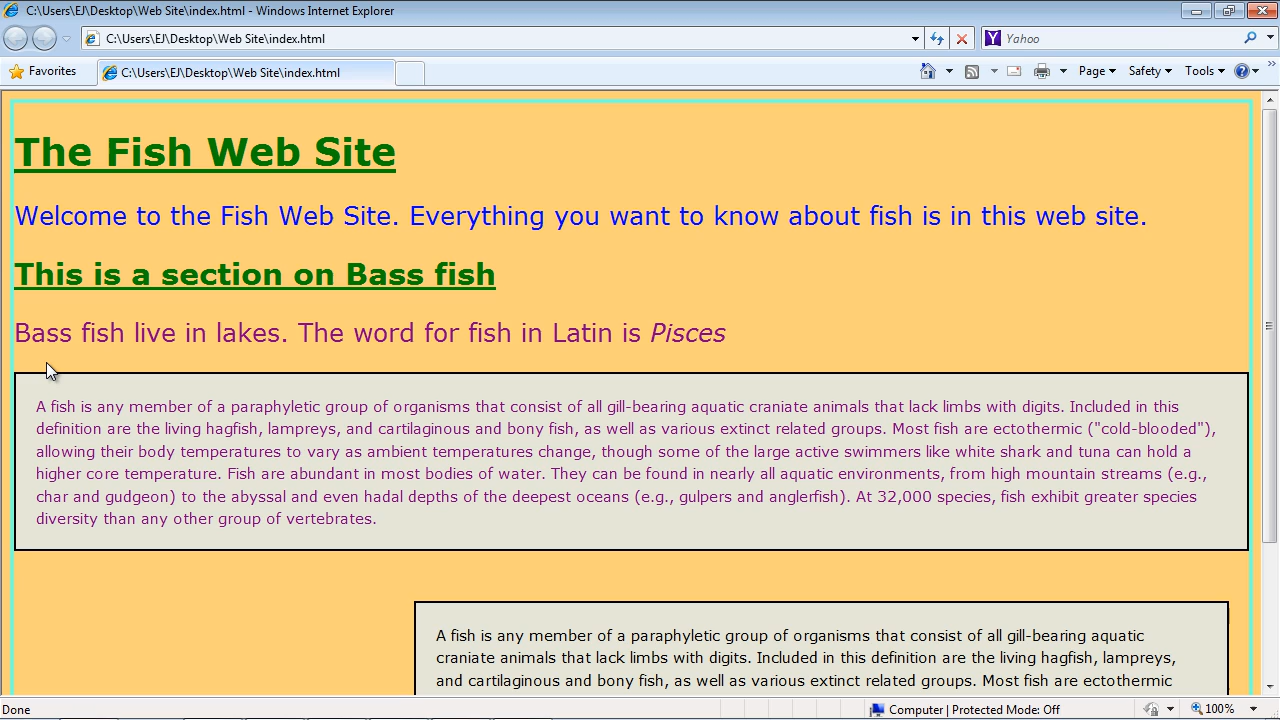 C:\Users\EJ\Desktop\Web Site\index.html - Windows Internet Explorer
C:\Users\EJ\Desktop\Web Site\index.html
Yahoo
Favorites
C:\Users\EJ\Desktop\Web Site\index.html
Page
Safety
Tools
The Fish Web Site
Welcome to the Fish Web Site. Everything you want to know about fish is in this web site.
This is a section on Bass fish
Bass fish live in lakes. The word for fish in Latin is Pisces
A fish is any member of a paraphyletic group of organisms that consist of all gill-bearing aquatic craniate animals that lack limbs with digits. Included in this
definition are the living hagfish, lampreys, and cartilaginous and bony fish, as well as various extinct related groups. Most fish are ectothermic ("cold-blooded"),
allowing their body temperatures to vary as ambient temperatures change, though some of the large active swimmers like white shark and tuna can hold a
higher core temperature. Fish are abundant in most bodies of water. They can be found in nearly all aquatic environments, from high mountain streams (e.g.,
char and gudgeon) to the abyssal and even hadal depths of the deepest oceans (e.g., gulpers and anglerfish). At 32,000 species, fish exhibit greater species
diversity than any other group of vertebrates.
A fish is any member of a paraphyletic group of organisms that consist of all gill-bearing aquatic
craniate animals that lack limbs with digits. Included in this definition are the living hagfish, lampreys,
and cartilaginous and bony fish, as well as various extinct related groups. Most fish are ectothermic
Done
Computer | Protected Mode: Off
100%